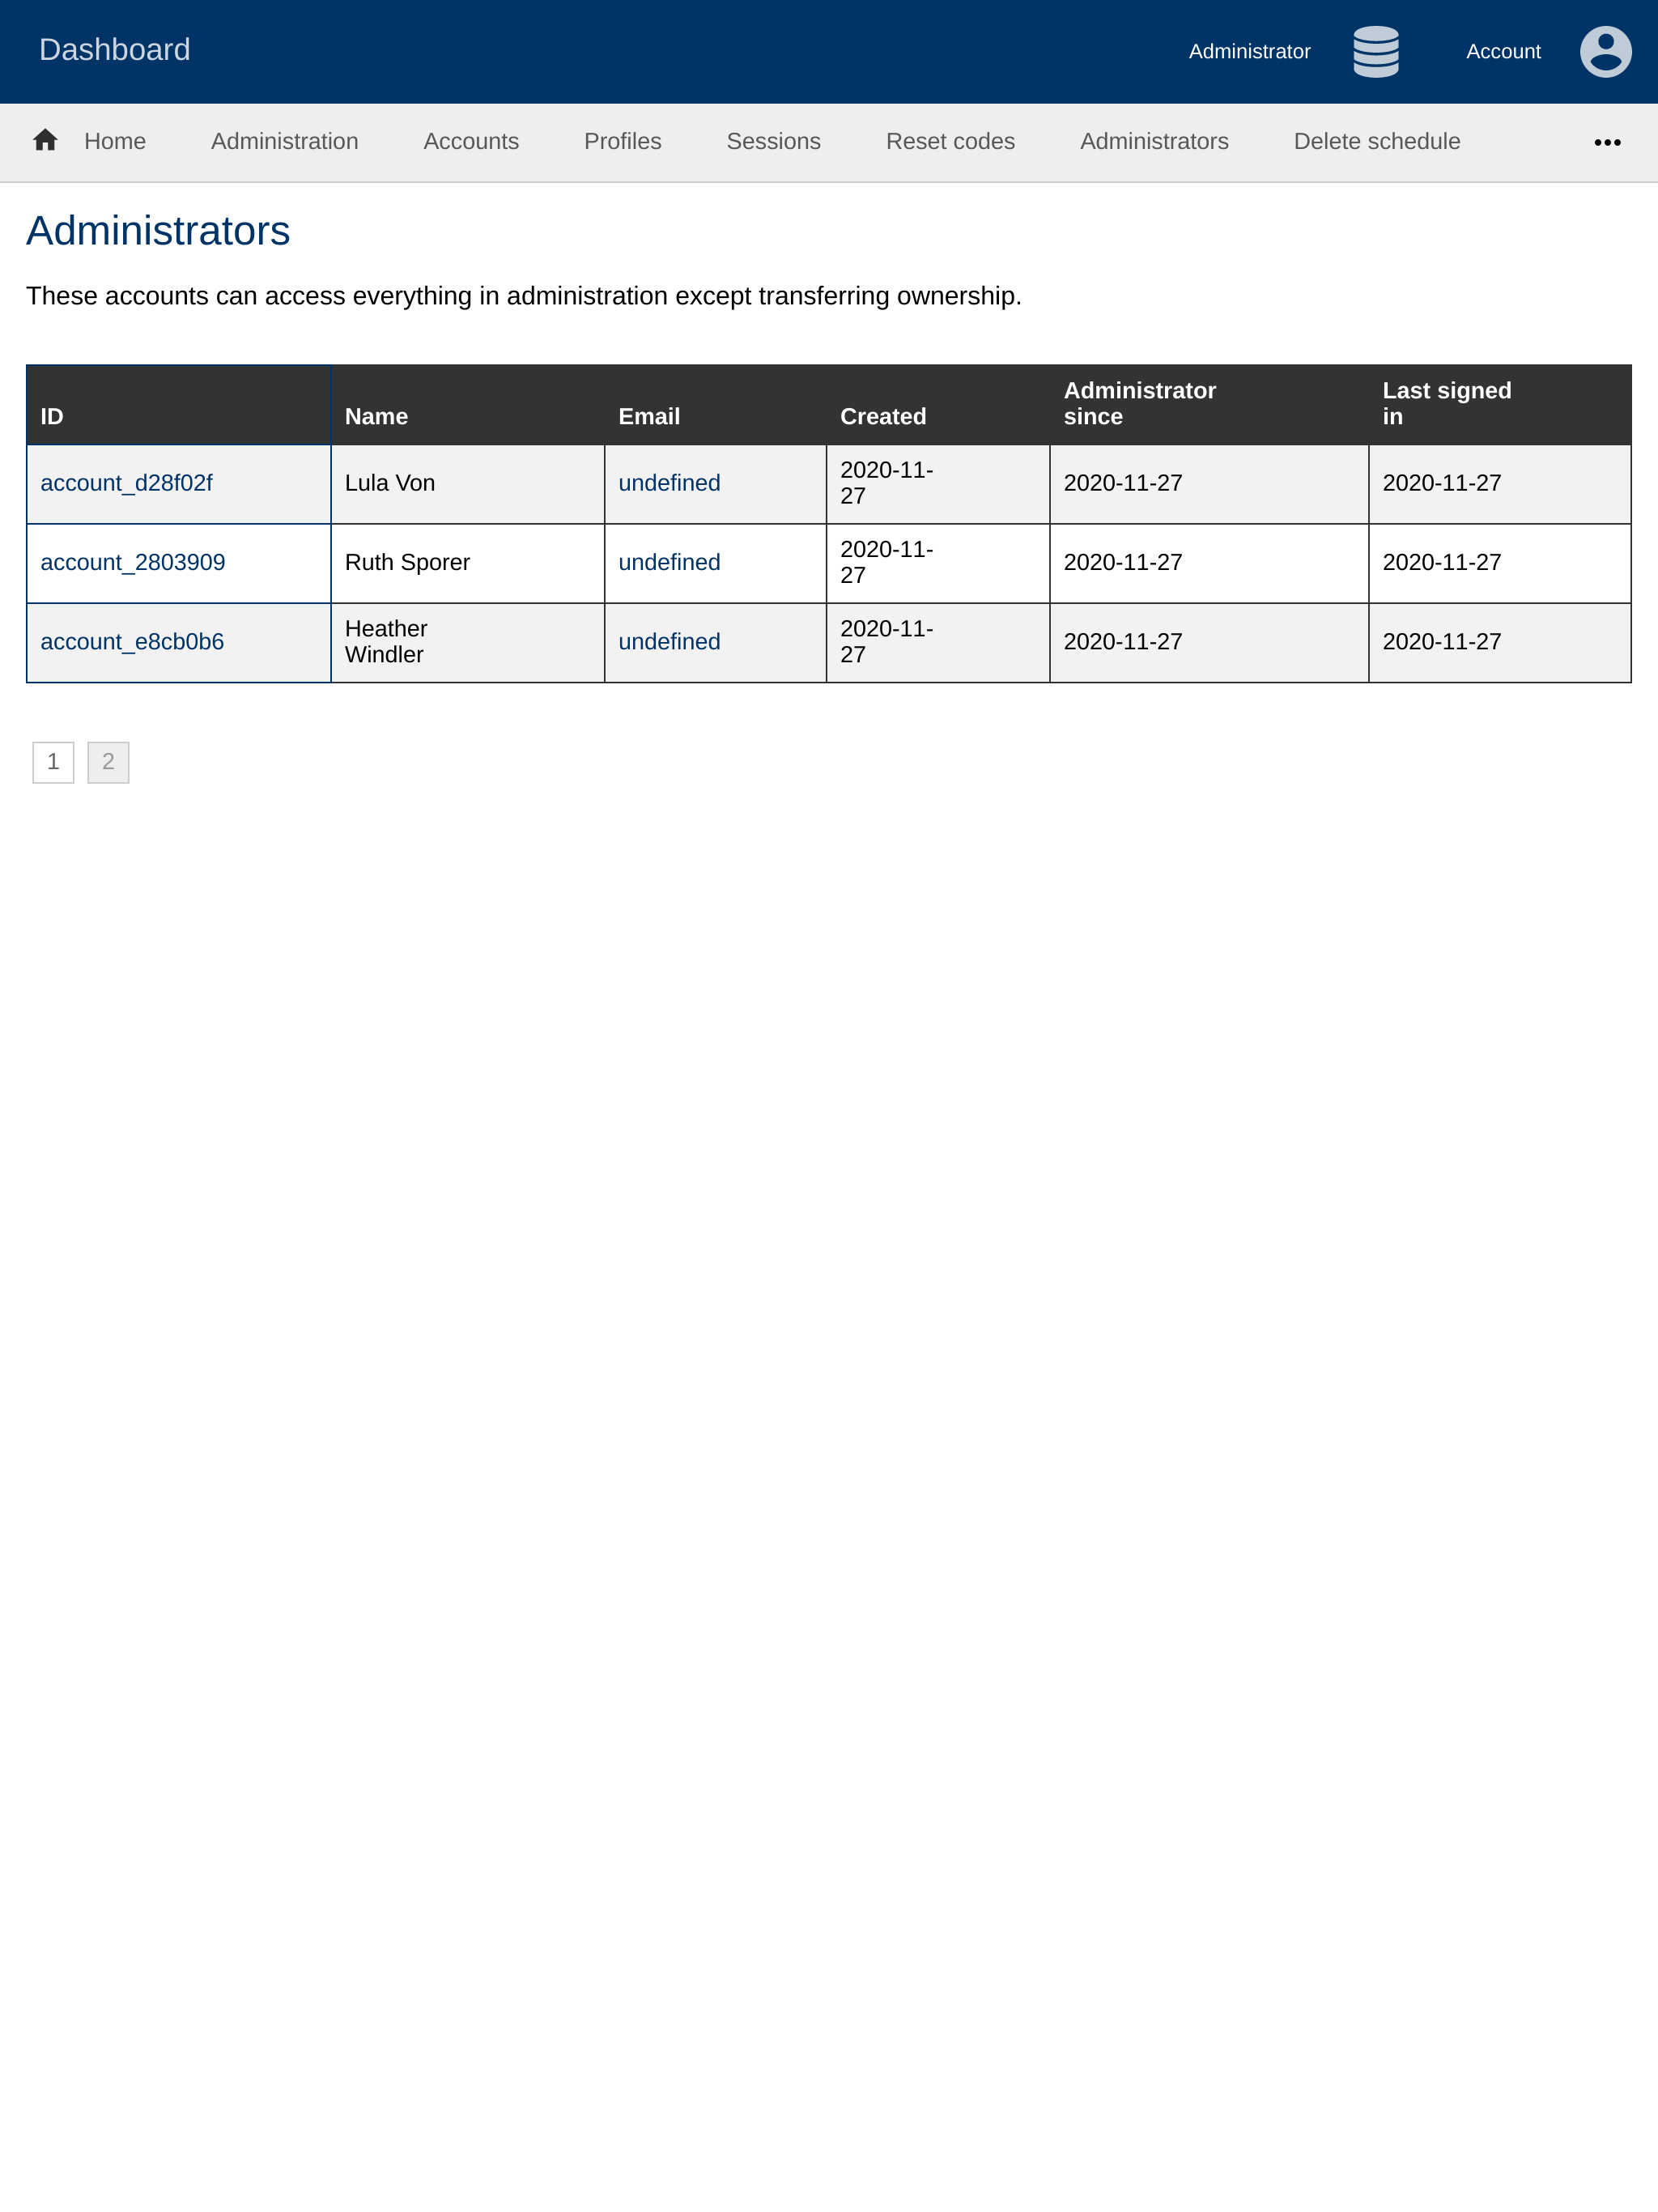 Dashboard
Administrator
Account
Home Administration Accounts Profiles Sessions Reset codes Administrators Delete schedule
Administrators
These accounts can access everything in administration except transferring ownership.
ID Name Email Created Administrator since Last signed in
account_d28f02f Lula Von undefined 2020-11-27 2020-11-27 2020-11-27
account_2803909 Ruth Sporer undefined 2020-11-27 2020-11-27 2020-11-27
account_e8cb0b6 Heather Windler undefined 2020-11-27 2020-11-27 2020-11-27
1 2